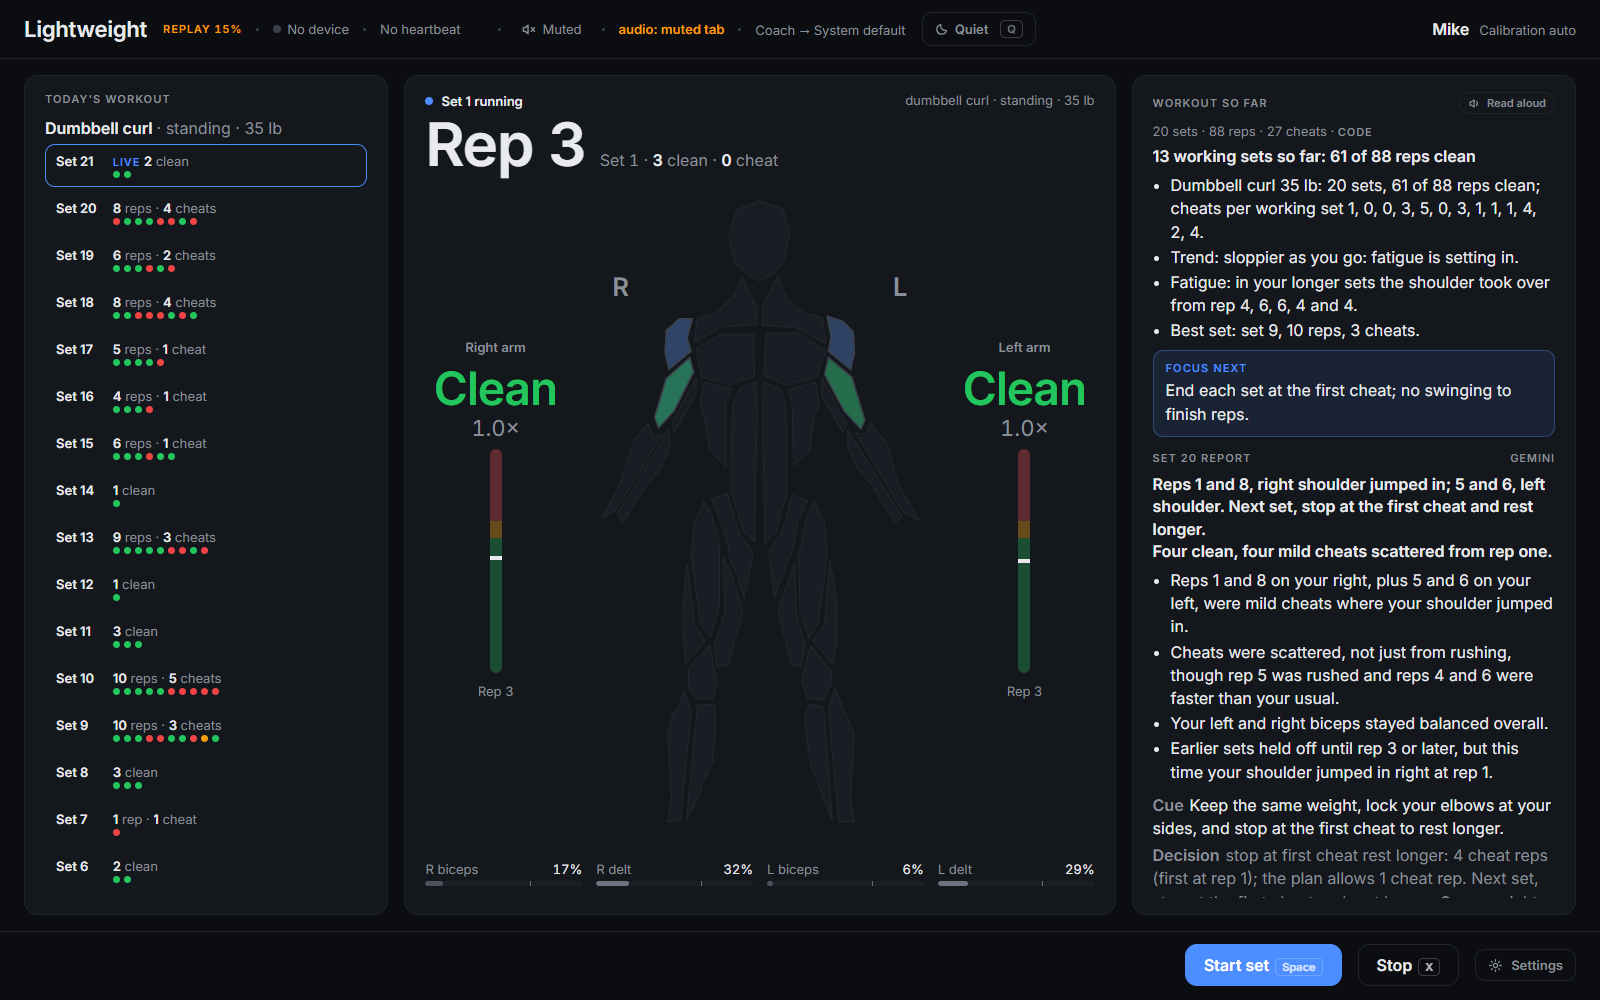 Lightweight REPLAY 15% · No device · No heartbeat · Muted · audio: muted tab · Coach → System default Quiet Q Mike Calibration auto
TODAY'S WORKOUT
Dumbbell curl · standing · 35 lb
Set 21 LIVE 2 clean
Set 20 8 reps · 4 cheats
Set 19 6 reps · 2 cheats
Set 18 8 reps · 4 cheats
Set 17 5 reps · 1 cheat
Set 16 4 reps · 1 cheat
Set 15 6 reps · 1 cheat
Set 14 1 clean
Set 13 9 reps · 3 cheats
Set 12 1 clean
Set 11 3 clean
Set 10 10 reps · 5 cheats
Set 9 10 reps · 3 cheats
Set 8 3 clean
Set 7 1 rep · 1 cheat
Set 6 2 clean
Set 1 running dumbbell curl · standing · 35 lb
Rep 3 Set 1 · 3 clean · 0 cheat
R L
Right arm Left arm
Clean Clean
1.0× 1.0×
Rep 3 Rep 3
R biceps 17% R delt 32% L biceps 6% L delt 29%
WORKOUT SO FAR Read aloud
20 sets · 88 reps · 27 cheats · CODE
13 working sets so far: 61 of 88 reps clean
• Dumbbell curl 35 lb: 20 sets, 61 of 88 reps clean;
cheats per working set 1, 0, 0, 3, 5, 0, 3, 1, 1, 1, 4,
2, 4.
• Trend: sloppier as you go: fatigue is setting in.
• Fatigue: in your longer sets the shoulder took over
from rep 4, 6, 6, 4 and 4.
• Best set: set 9, 10 reps, 3 cheats.
FOCUS NEXT
End each set at the first cheat; no swinging to
finish reps.
SET 20 REPORT GEMINI
Reps 1 and 8, right shoulder jumped in; 5 and 6, left
shoulder. Next set, stop at the first cheat and rest
longer.
Four clean, four mild cheats scattered from rep one.
• Reps 1 and 8 on your right, plus 5 and 6 on your
left, were mild cheats where your shoulder jumped
in.
• Cheats were scattered, not just from rushing,
though rep 5 was rushed and reps 4 and 6 were
faster than your usual.
• Your left and right biceps stayed balanced overall.
• Earlier sets held off until rep 3 or later, but this
time your shoulder jumped in right at rep 1.
Cue Keep the same weight, lock your elbows at your
sides, and stop at the first cheat to rest longer.
Decision stop at first cheat rest longer: 4 cheat reps
(first at rep 1); the plan allows 1 cheat rep. Next set,
Start set Space Stop X Settings